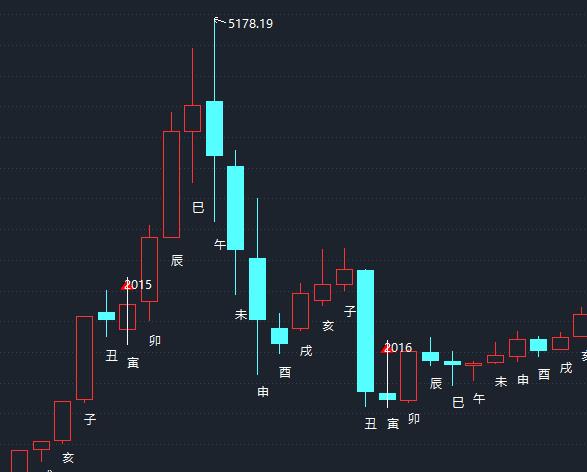 5178.19
巳
午
辰
2015
子
未
卯
2016
丑
寅
戌
亥
酉
辰
未
申
酉
戌
亥
巳
午
申
子
丑
寅
卯
亥